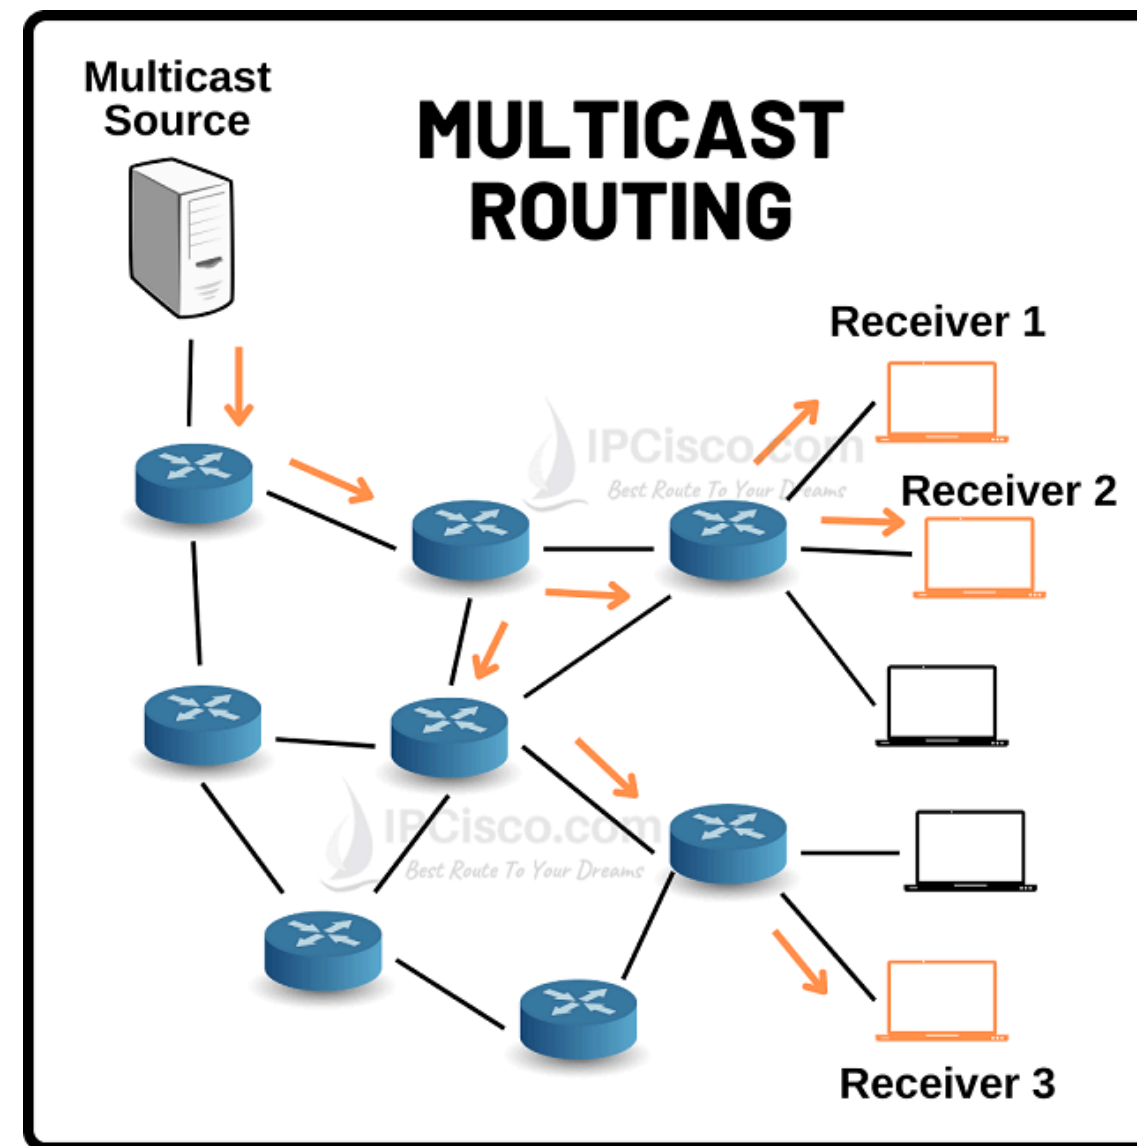 Multicast
Source
MULTICAST
ROUTING
Receiver 1
IPCisco.com
Best Route To Your Dreams
Receiver 2
IPCisco.com
Best Route To Your Dreams
Receiver 3